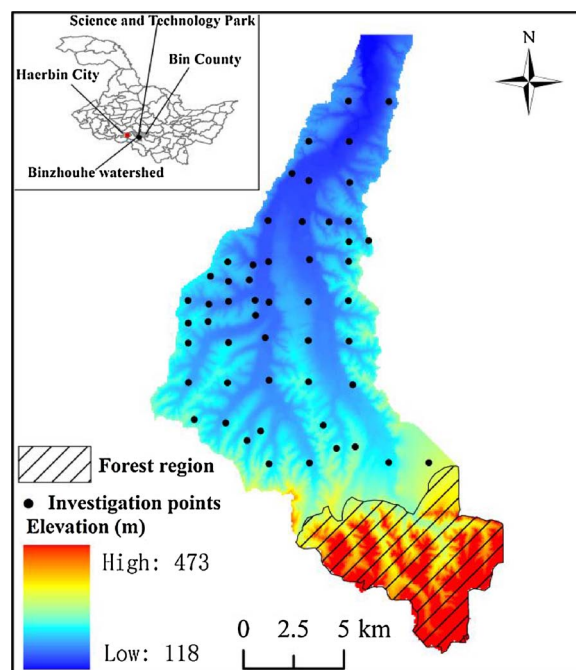 Science and Technology Park
Haerbin City
Bin County
Binzhouhe watershed
N
Forest region
Investigation points
Elevation (m)
High: 473
Low: 118
0 2.5 5 km